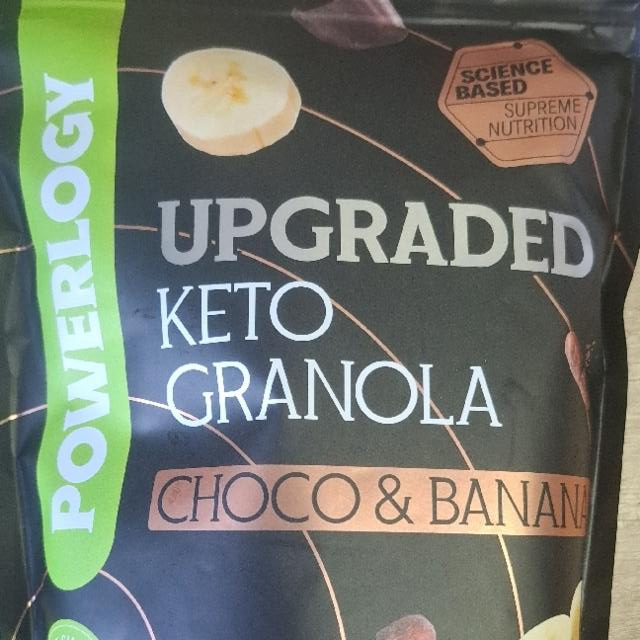 POWERLOGY
SCIENCE
BASED
SUPREME
NUTRITION
UPGRADED
KETO
GRANOLA
CHOCO & BANANA